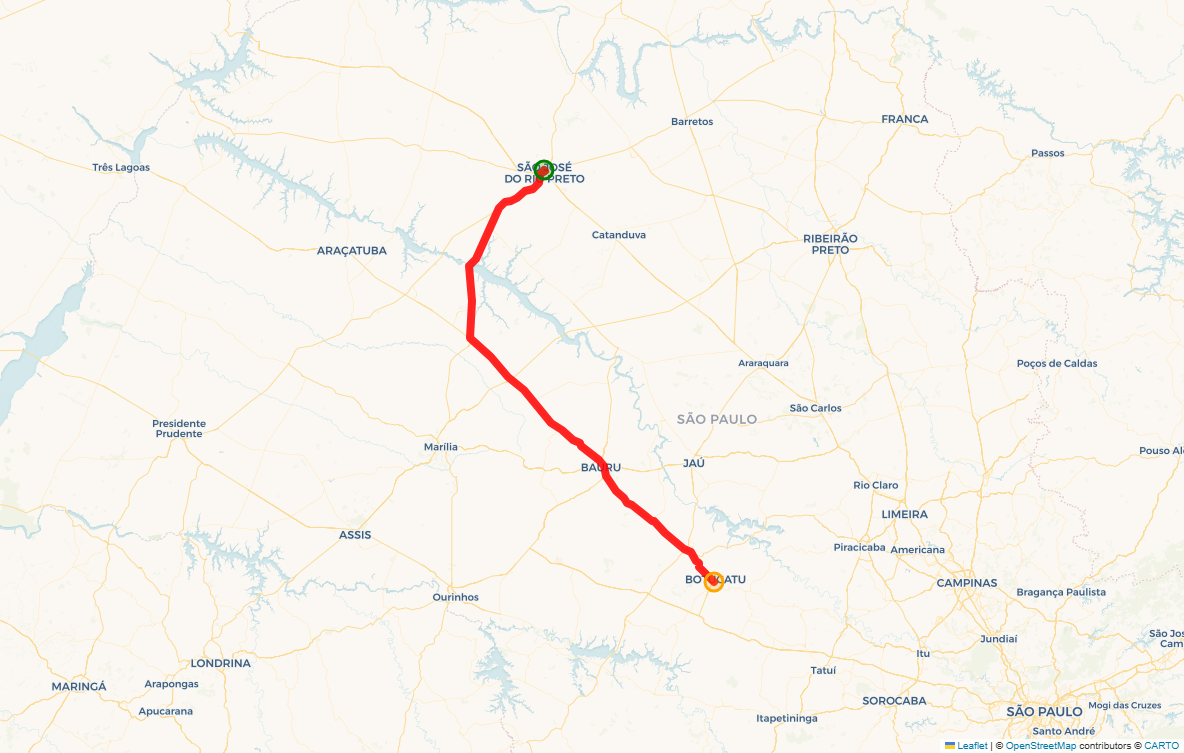 FRANCA
Barretos
Passos
Três Lagoas
SÃO JOSÉ
DO RIO PRETO
Catanduva
RIBEIRÃO
PRETO
ARAÇATUBA
Araraquara
Poços de Caldas
São Carlos
SÃO PAULO
Presidente
Prudente
Marília
Pouso Al
BAURU
JAÚ
Rio Claro
LIMEIRA
ASSIS
Piracicaba
Americana
BOTUCATU
CAMPINAS
Bragança Paulista
Ourinhos
São Jos
Cam
Jundiaí
Itu
LONDRINA
Tatuí
MARINGÁ
Arapongas
SOROCABA
Apucarana
SÃO PAULO
Mogi das Cruzes
Itapetininga
Santo André
Leaflet | © OpenStreetMap contributors © CARTO